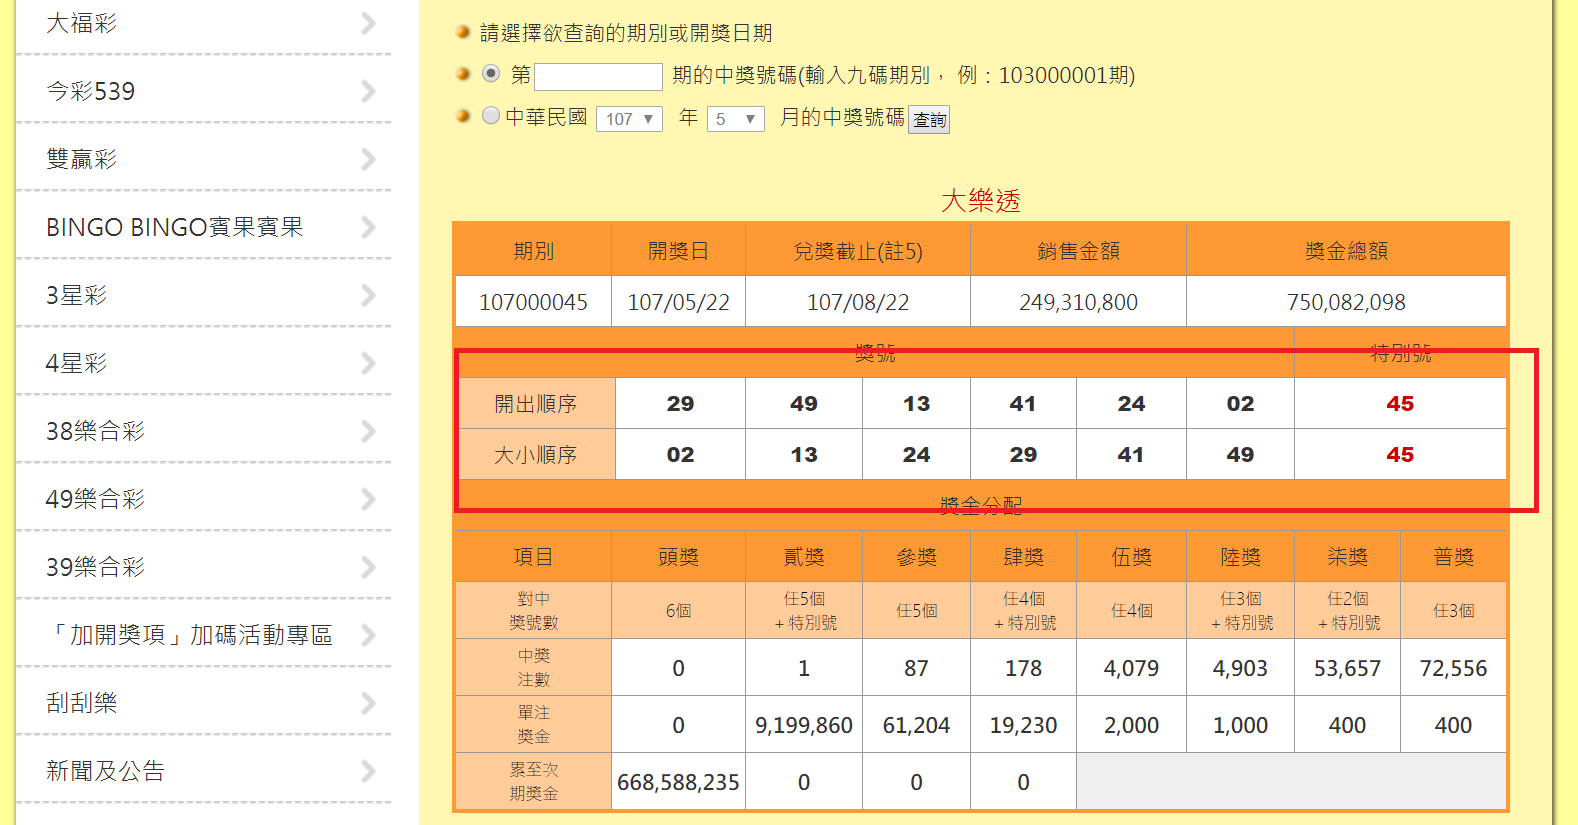 大福彩
今彩539
雙贏彩
BINGO BINGO賓果賓果
3星彩
4星彩
38樂合彩
49樂合彩
39樂合彩
「加開獎項」加碼活動專區
刮刮樂
新聞及公告
請選擇欲查詢的期別或開獎日期
第 期的中獎號碼(輸入九碼期別， 例：103000001期)
中華民國 107 年 5 月的中獎號碼 查詢
大樂透
期別 開獎日 兌獎截止(註5) 銷售金額 獎金總額
107000045 107/05/22 107/08/22 249,310,800 750,082,098
獎號 特別號
開出順序 29 49 13 41 24 02 45
大小順序 02 13 24 29 41 49 45
獎金分配
項目 頭獎 貳獎 參獎 肆獎 伍獎 陸獎 柒獎 普獎
對中獎號數 6個 任5個+特別號 任5個 任4個+特別號 任4個 任3個+特別號 任2個+特別號 任3個
中獎注數 0 1 87 178 4,079 4,903 53,657 72,556
單注獎金 0 9,199,860 61,204 19,230 2,000 1,000 400 400
累至次期獎金 668,588,235 0 0 0